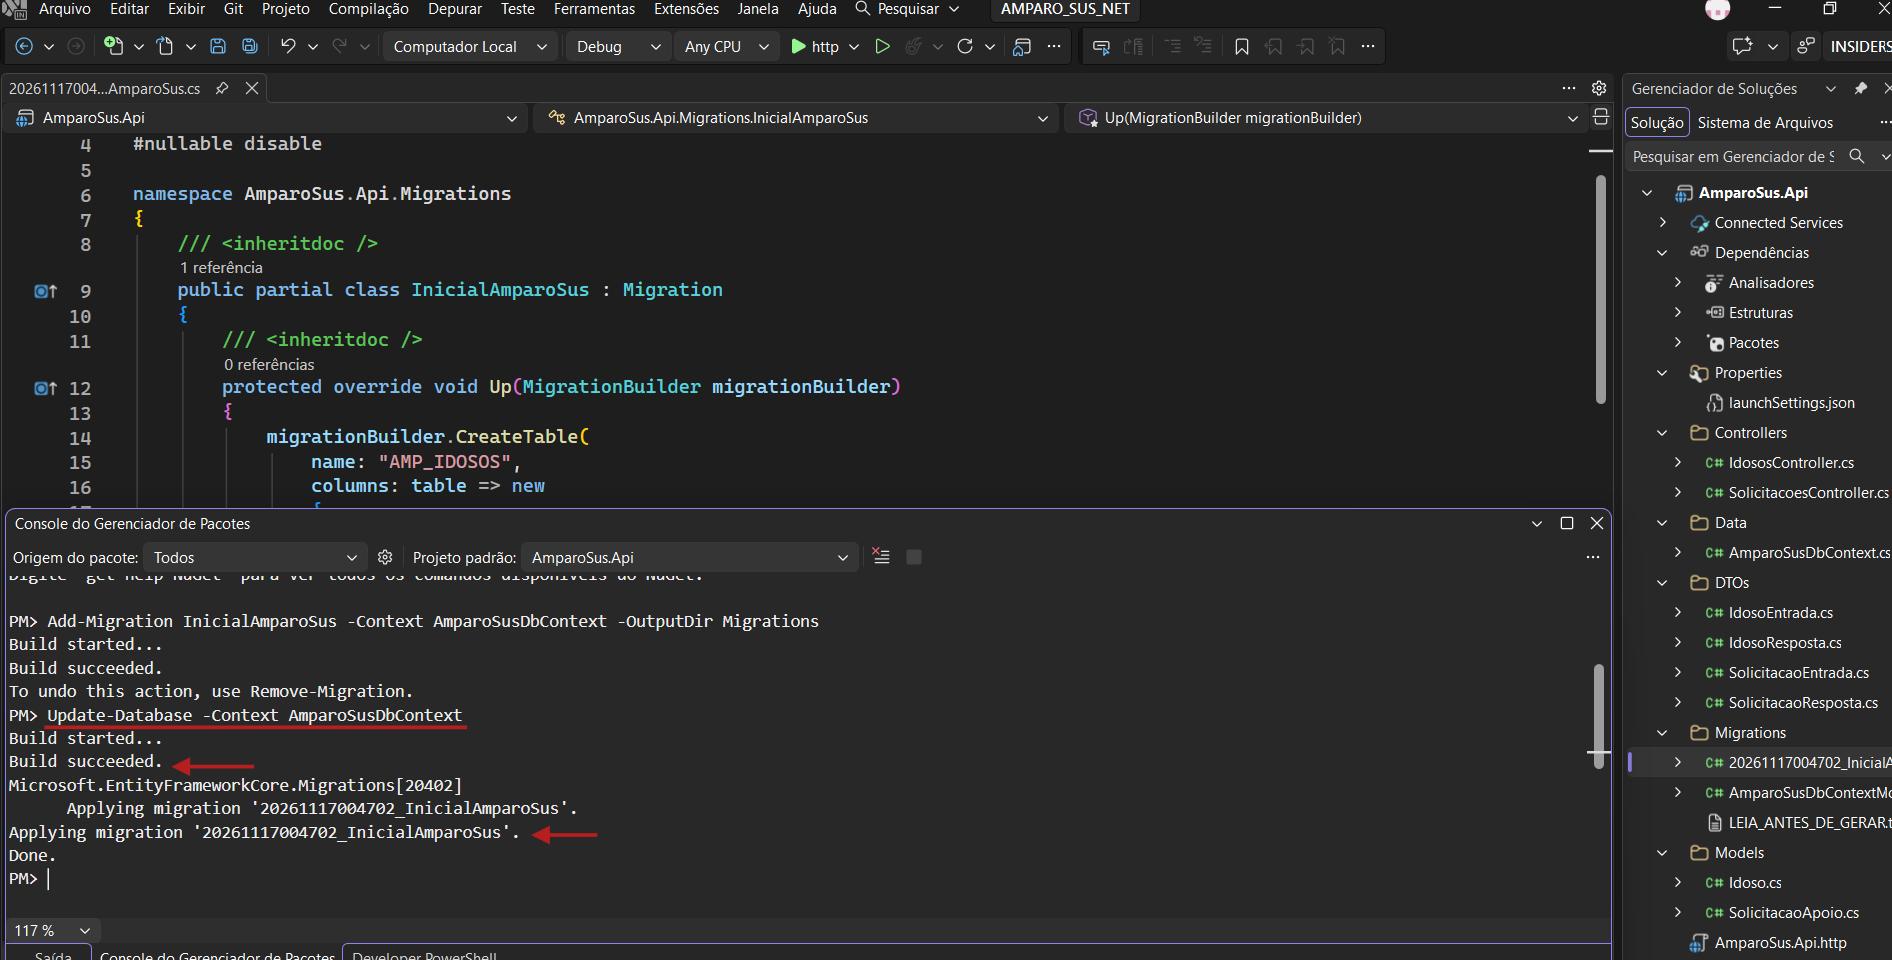 Arquivo Editar Exibir Git Projeto Compilação Depurar Teste Ferramentas Extensões Janela Ajuda Pesquisar AMPARO_SUS_NET
Computador Local Debug Any CPU http INSIDERS
20261117004...AmparoSus.cs
AmparoSus.Api AmparoSus.Api.Migrations.InicialAmparoSus Up(MigrationBuilder migrationBuilder)
4 #nullable disable
5
6 namespace AmparoSus.Api.Migrations
7 {
8 /// <inheritdoc />
1 referência
9 public partial class InicialAmparoSus : Migration
10 {
11 /// <inheritdoc />
0 referências
12 protected override void Up(MigrationBuilder migrationBuilder)
13 {
14 migrationBuilder.CreateTable(
15 name: "AMP_IDOSOS",
16 columns: table => new
Console do Gerenciador de Pacotes
Origem do pacote: Todos Projeto padrão: AmparoSus.Api
PM> Add-Migration InicialAmparoSus -Context AmparoSusDbContext -OutputDir Migrations
Build started...
Build succeeded.
To undo this action, use Remove-Migration.
PM> Update-Database -Context AmparoSusDbContext
Build started...
Build succeeded.
Microsoft.EntityFrameworkCore.Migrations[20402]
Applying migration '20261117004702_InicialAmparoSus'.
Applying migration '20261117004702_InicialAmparoSus'.
Done.
PM>
117 %
Saída Console do Gerenciador de Pacotes Developer PowerShell
Gerenciador de Soluções
Solução Sistema de Arquivos
Pesquisar em Gerenciador de S
AmparoSus.Api
Connected Services
Dependências
Analisadores
Estruturas
Pacotes
Properties
launchSettings.json
Controllers
C# IdososController.cs
C# SolicitacoesController.cs
Data
C# AmparoSusDbContext.cs
DTOs
C# IdosoEntrada.cs
C# IdosoResposta.cs
C# SolicitacaoEntrada.cs
C# SolicitacaoResposta.cs
Migrations
C# 20261117004702_InicialA
C# AmparoSusDbContextMo
LEIA_ANTES_DE_GERAR.t
Models
C# Idoso.cs
C# SolicitacaoApoio.cs
AmparoSus.Api.http